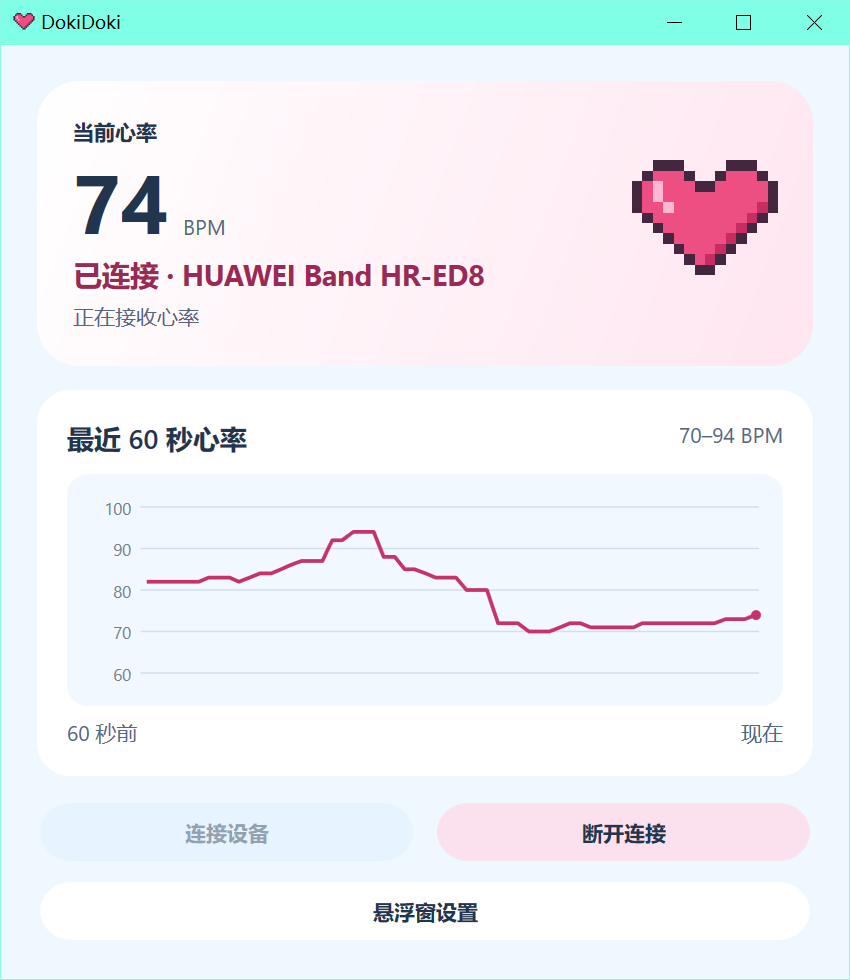 DokiDoki
当前心率
74 BPM
已连接 · HUAWEI Band HR-ED8
正在接收心率
最近 60 秒心率
70–94 BPM
100
90
80
70
60
60 秒前
现在
连接设备
断开连接
悬浮窗设置